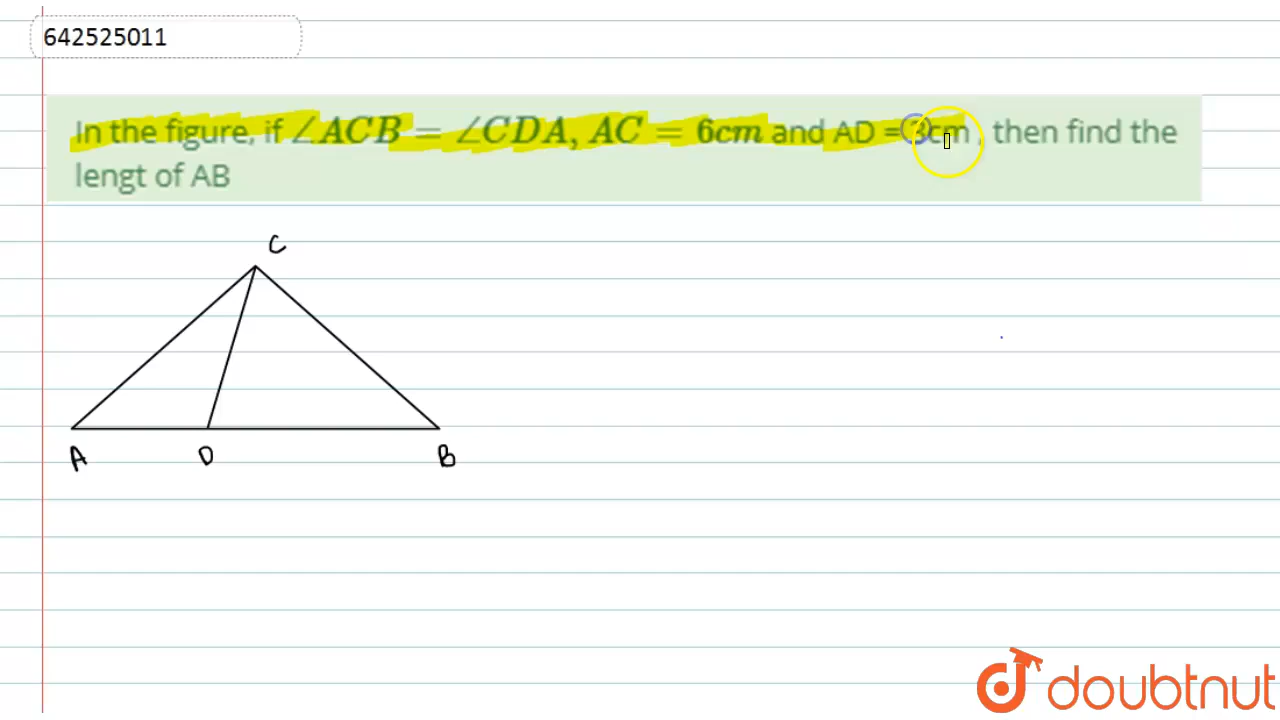 642525011
In the figure, if ∠ACB = ∠CDA, AC = 6cm and AD = 3cm , then find the
lengt of AB
C
A D B
doubtnut